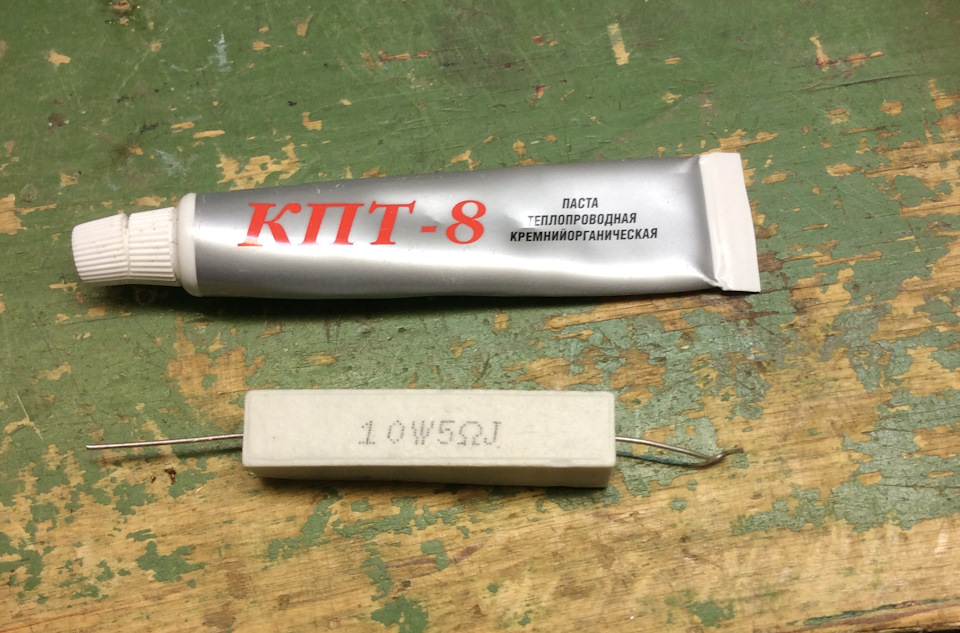 КПТ-8
ПАСТА
ТЕПЛОПРОВОДНАЯ
КРЕМНИЙОРГАНИЧЕСКАЯ
10W5ΩJ